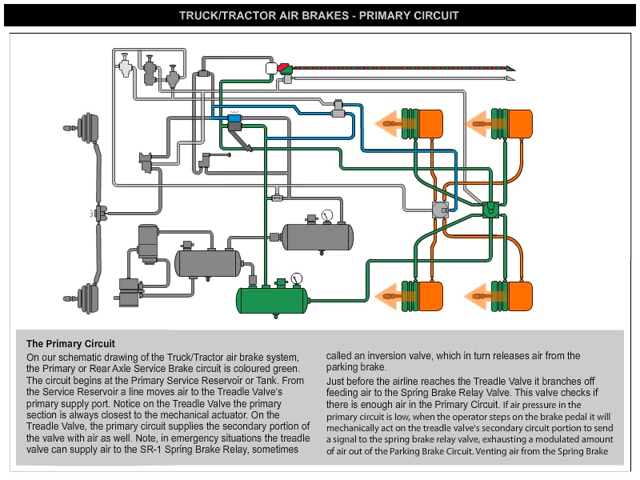 TRUCK/TRACTOR AIR BRAKES - PRIMARY CIRCUIT
The Primary Circuit
On our schematic drawing of the Truck/Tractor air brake system,
the Primary or Rear Axle Service Brake circuit is coloured green.
The circuit begins at the Primary Service Reservoir or Tank. From
the Service Reservoir a line moves air to the Treadle Valve's
primary supply port. Notice on the Treadle Valve the primary
section is always closest to the mechanical actuator. On the
Treadle Valve, the primary circuit supplies the secondary portion of
the valve with air as well. Note, in emergency situations the treadle
valve can supply air to the SR-1 Spring Brake Relay, sometimes
called an inversion valve, which in turn releases air from the
parking brake.
Just before the airline reaches the Treadle Valve it branches off
feeding air to the Spring Brake Relay Valve. This valve checks if
there is enough air in the Primary Circuit. If air pressure in the
primary circuit is low, when the operator steps on the brake pedal it will
mechanically act on the treadle valve's secondary circuit portion to send
a signal to the spring brake relay valve, exhausting a modulated amount
of air out of the Parking Brake Circuit. Venting air from the Spring Brake